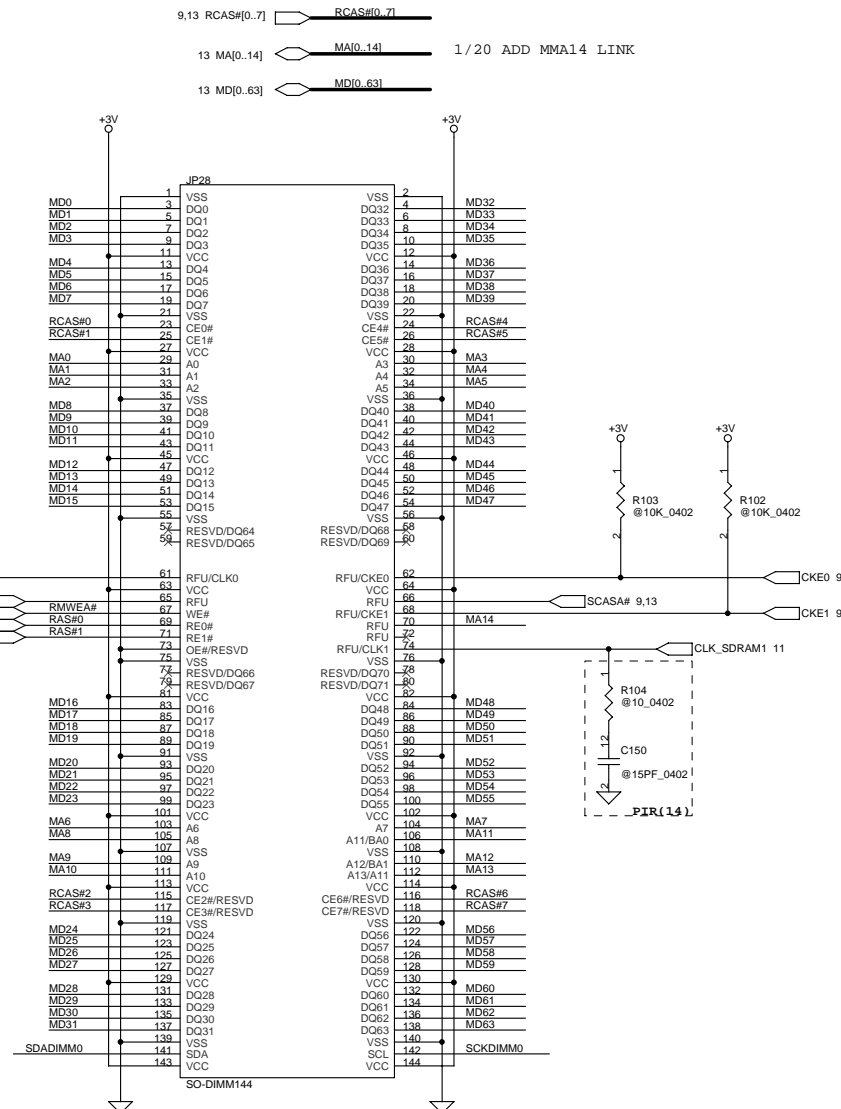 9,13 RCAS#[0..7] RCAS#[0..7]
13 MA[0..14] MA[0..14] 1/20 ADD MMA14 LINK
13 MD[0..63] MD[0..63]
+3V +3V
JP28
1 VSS VSS 2
MD0 3 DQ0 DQ32 4 MD32
MD1 5 DQ1 DQ33 6 MD33
MD2 7 DQ2 DQ34 8 MD34
MD3 9 DQ3 DQ35 10 MD35
11 VCC VCC 12
MD4 13 DQ4 DQ36 14 MD36
MD5 15 DQ5 DQ37 16 MD37
MD6 17 DQ6 DQ38 18 MD38
MD7 19 DQ7 DQ39 20 MD39
21 VSS VSS 22
RCAS#0 23 CE0# CE4# 24 RCAS#4
RCAS#1 25 CE1# CE5# 26 RCAS#5
27 VCC VCC 28
MA0 29 A0 A3 30 MA3
MA1 31 A1 A4 32 MA4
MA2 33 A2 A5 34 MA5
35 VSS VSS 36
MD8 37 DQ8 DQ40 38 MD40
MD9 39 DQ9 DQ41 40 MD41
MD10 41 DQ10 DQ42 42 MD42
MD11 43 DQ11 DQ43 44 MD43
45 VCC VCC 46
MD12 47 DQ12 DQ44 48 MD44
MD13 49 DQ13 DQ45 50 MD45
MD14 51 DQ14 DQ46 52 MD46
MD15 53 DQ15 DQ47 54 MD47
55 VSS VSS 56
57 RESVD/DQ64 RESVD/DQ68 58
59 RESVD/DQ65 RESVD/DQ69 60
+3V +3V
1 1
R103 R102
@10K_0402 @10K_0402
2 2
61 RFU/CLK0 RFU/CKE0 62 CKE0 9
63 VCC VCC 64
65 RFU RFU 66 SCASA# 9,13
RMWEA# 67 WE# RFU/CKE1 68 CKE1 9
RAS#0 69 RE0# RFU 70 MA14
RAS#1 71 RE1# RFU 72
73 OE#/RESVD RFU/CLK1 74 CLK_SDRAM1 11
75 VSS VSS 76
77 RESVD/DQ66 RESVD/DQ70 78
79 RESVD/DQ67 RESVD/DQ71 80
81 VCC VCC 82
MD16 83 DQ16 DQ48 84 MD48
MD17 85 DQ17 DQ49 86 MD49
MD18 87 DQ18 DQ50 88 MD50
MD19 89 DQ19 DQ51 90 MD51
91 VSS VSS 92
MD20 93 DQ20 DQ52 94 MD52
MD21 95 DQ21 DQ53 96 MD53
MD22 97 DQ22 DQ54 98 MD54
MD23 99 DQ23 DQ55 100 MD55
1
R104
@10_0402
1 2
C150
@15PF_0402
2
PIR(14)
101 VCC VCC 102
MA6 103 A6 A7 104 MA7
MA8 105 A8 A11/BA0 106 MA11
107 VSS VSS 108
MA9 109 A9 A12/BA1 110 MA12
MA10 111 A10 A13/A11 112 MA13
113 VCC VCC 114
RCAS#2 115 CE2#/RESVD CE6#/RESVD 116 RCAS#6
RCAS#3 117 CE3#/RESVD CE7#/RESVD 118 RCAS#7
119 VSS VSS 120
MD24 121 DQ24 DQ56 122 MD56
MD25 123 DQ25 DQ57 124 MD57
MD26 125 DQ26 DQ58 126 MD58
MD27 127 DQ27 DQ59 128 MD59
129 VCC VCC 130
MD28 131 DQ28 DQ60 132 MD60
MD29 133 DQ29 DQ61 134 MD61
MD30 135 DQ30 DQ62 136 MD62
MD31 137 DQ31 DQ63 138 MD63
139 VSS VSS 140
SDADIMM0 141 SDA SCL 142 SCKDIMM0
143 VCC VCC 144
SO-DIMM144